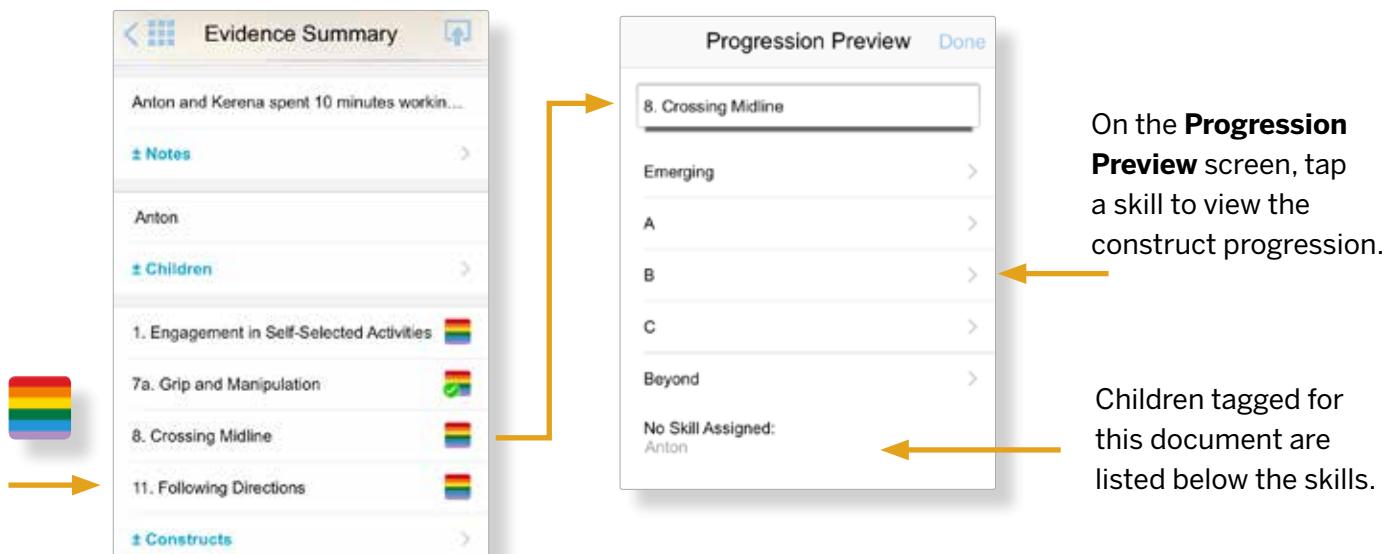 Evidence Summary
Anton and Kerena spent 10 minutes workin...
± Notes
Anton
± Children
1. Engagement in Self-Selected Activities
7a. Grip and Manipulation
8. Crossing Midline
11. Following Directions
± Constructs
Progression Preview Done
8. Crossing Midline
Emerging
A
B
C
Beyond
No Skill Assigned:
Anton
On the Progression
Preview screen, tap
a skill to view the
construct progression.
Children tagged for
this document are
listed below the skills.